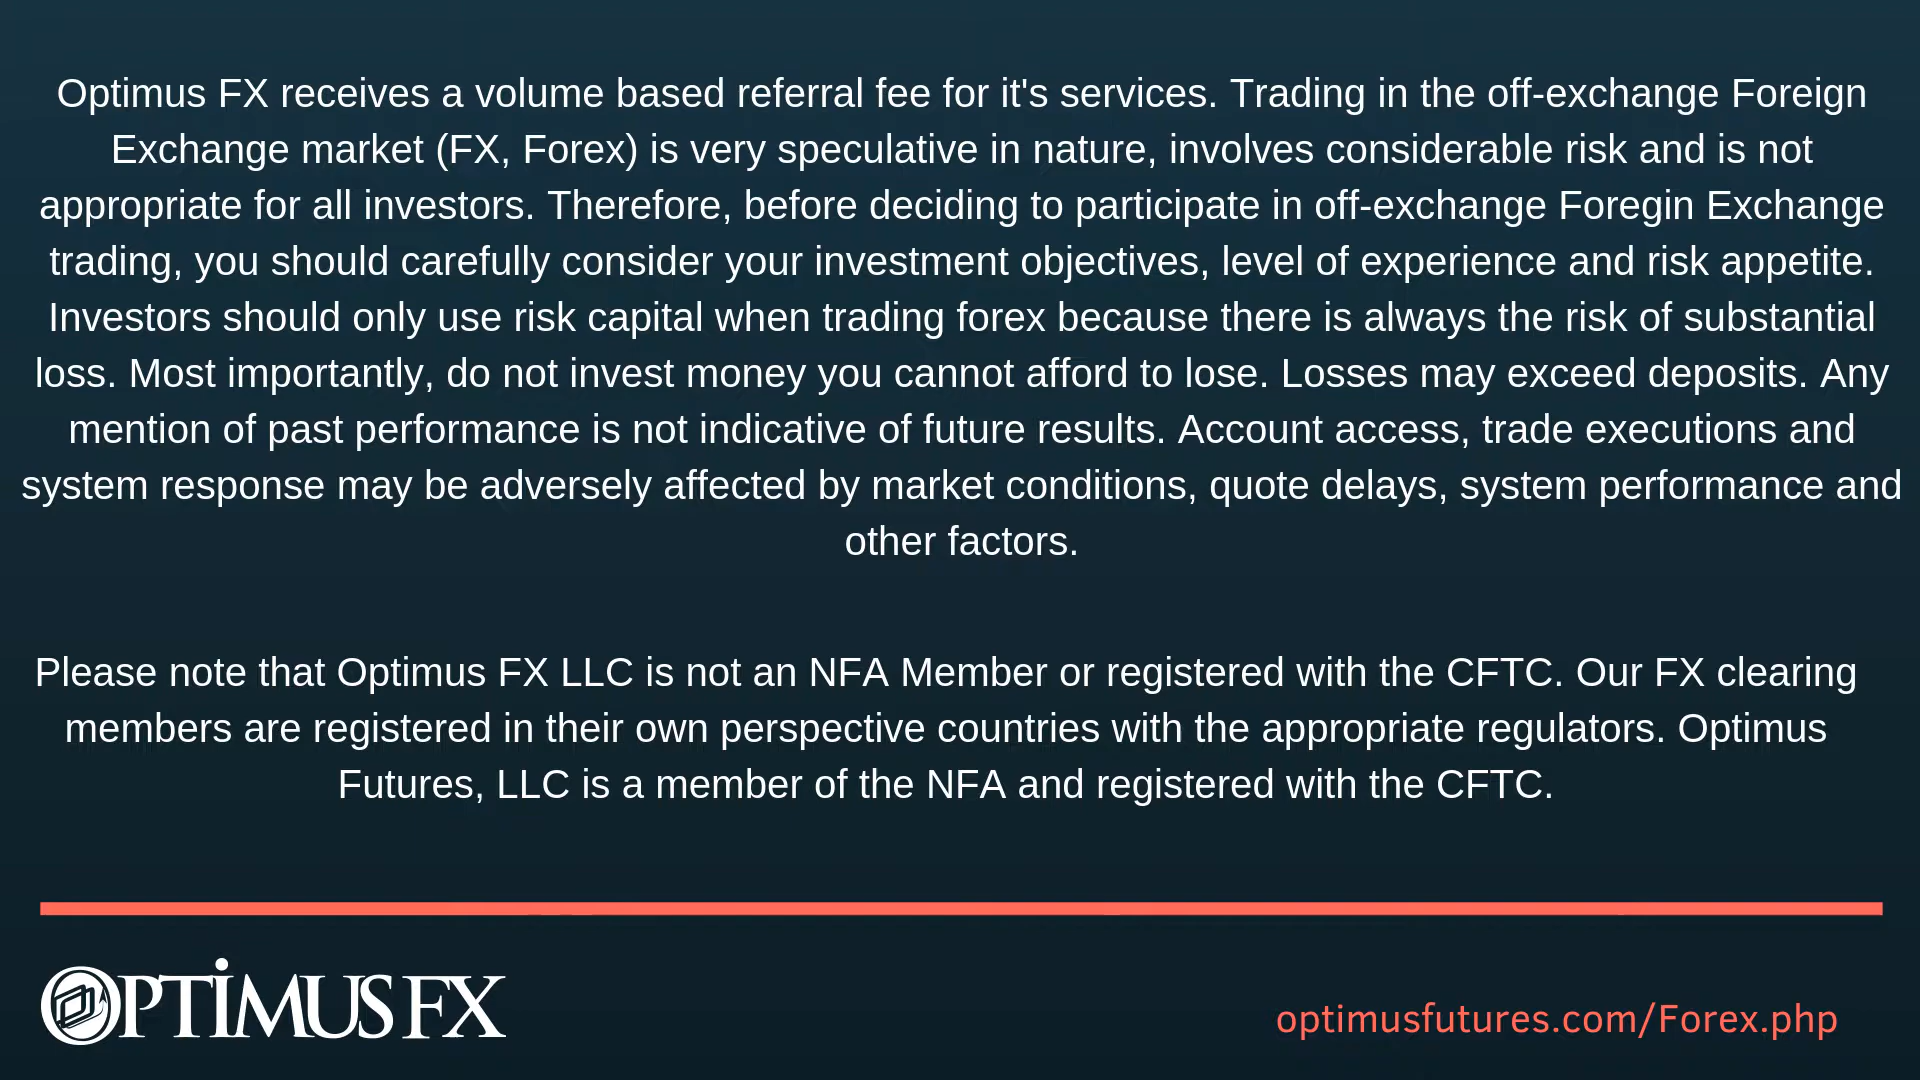 Optimus FX receives a volume based referral fee for it's services. Trading in the off-exchange Foreign
Exchange market (FX, Forex) is very speculative in nature, involves considerable risk and is not
appropriate for all investors. Therefore, before deciding to participate in off-exchange Foregin Exchange
trading, you should carefully consider your investment objectives, level of experience and risk appetite.
Investors should only use risk capital when trading forex because there is always the risk of substantial
loss. Most importantly, do not invest money you cannot afford to lose. Losses may exceed deposits. Any
mention of past performance is not indicative of future results. Account access, trade executions and
system response may be adversely affected by market conditions, quote delays, system performance and
other factors.
Please note that Optimus FX LLC is not an NFA Member or registered with the CFTC. Our FX clearing
members are registered in their own perspective countries with the appropriate regulators. Optimus
Futures, LLC is a member of the NFA and registered with the CFTC.
OPTIMUS FX
optimusfutures.com/Forex.php